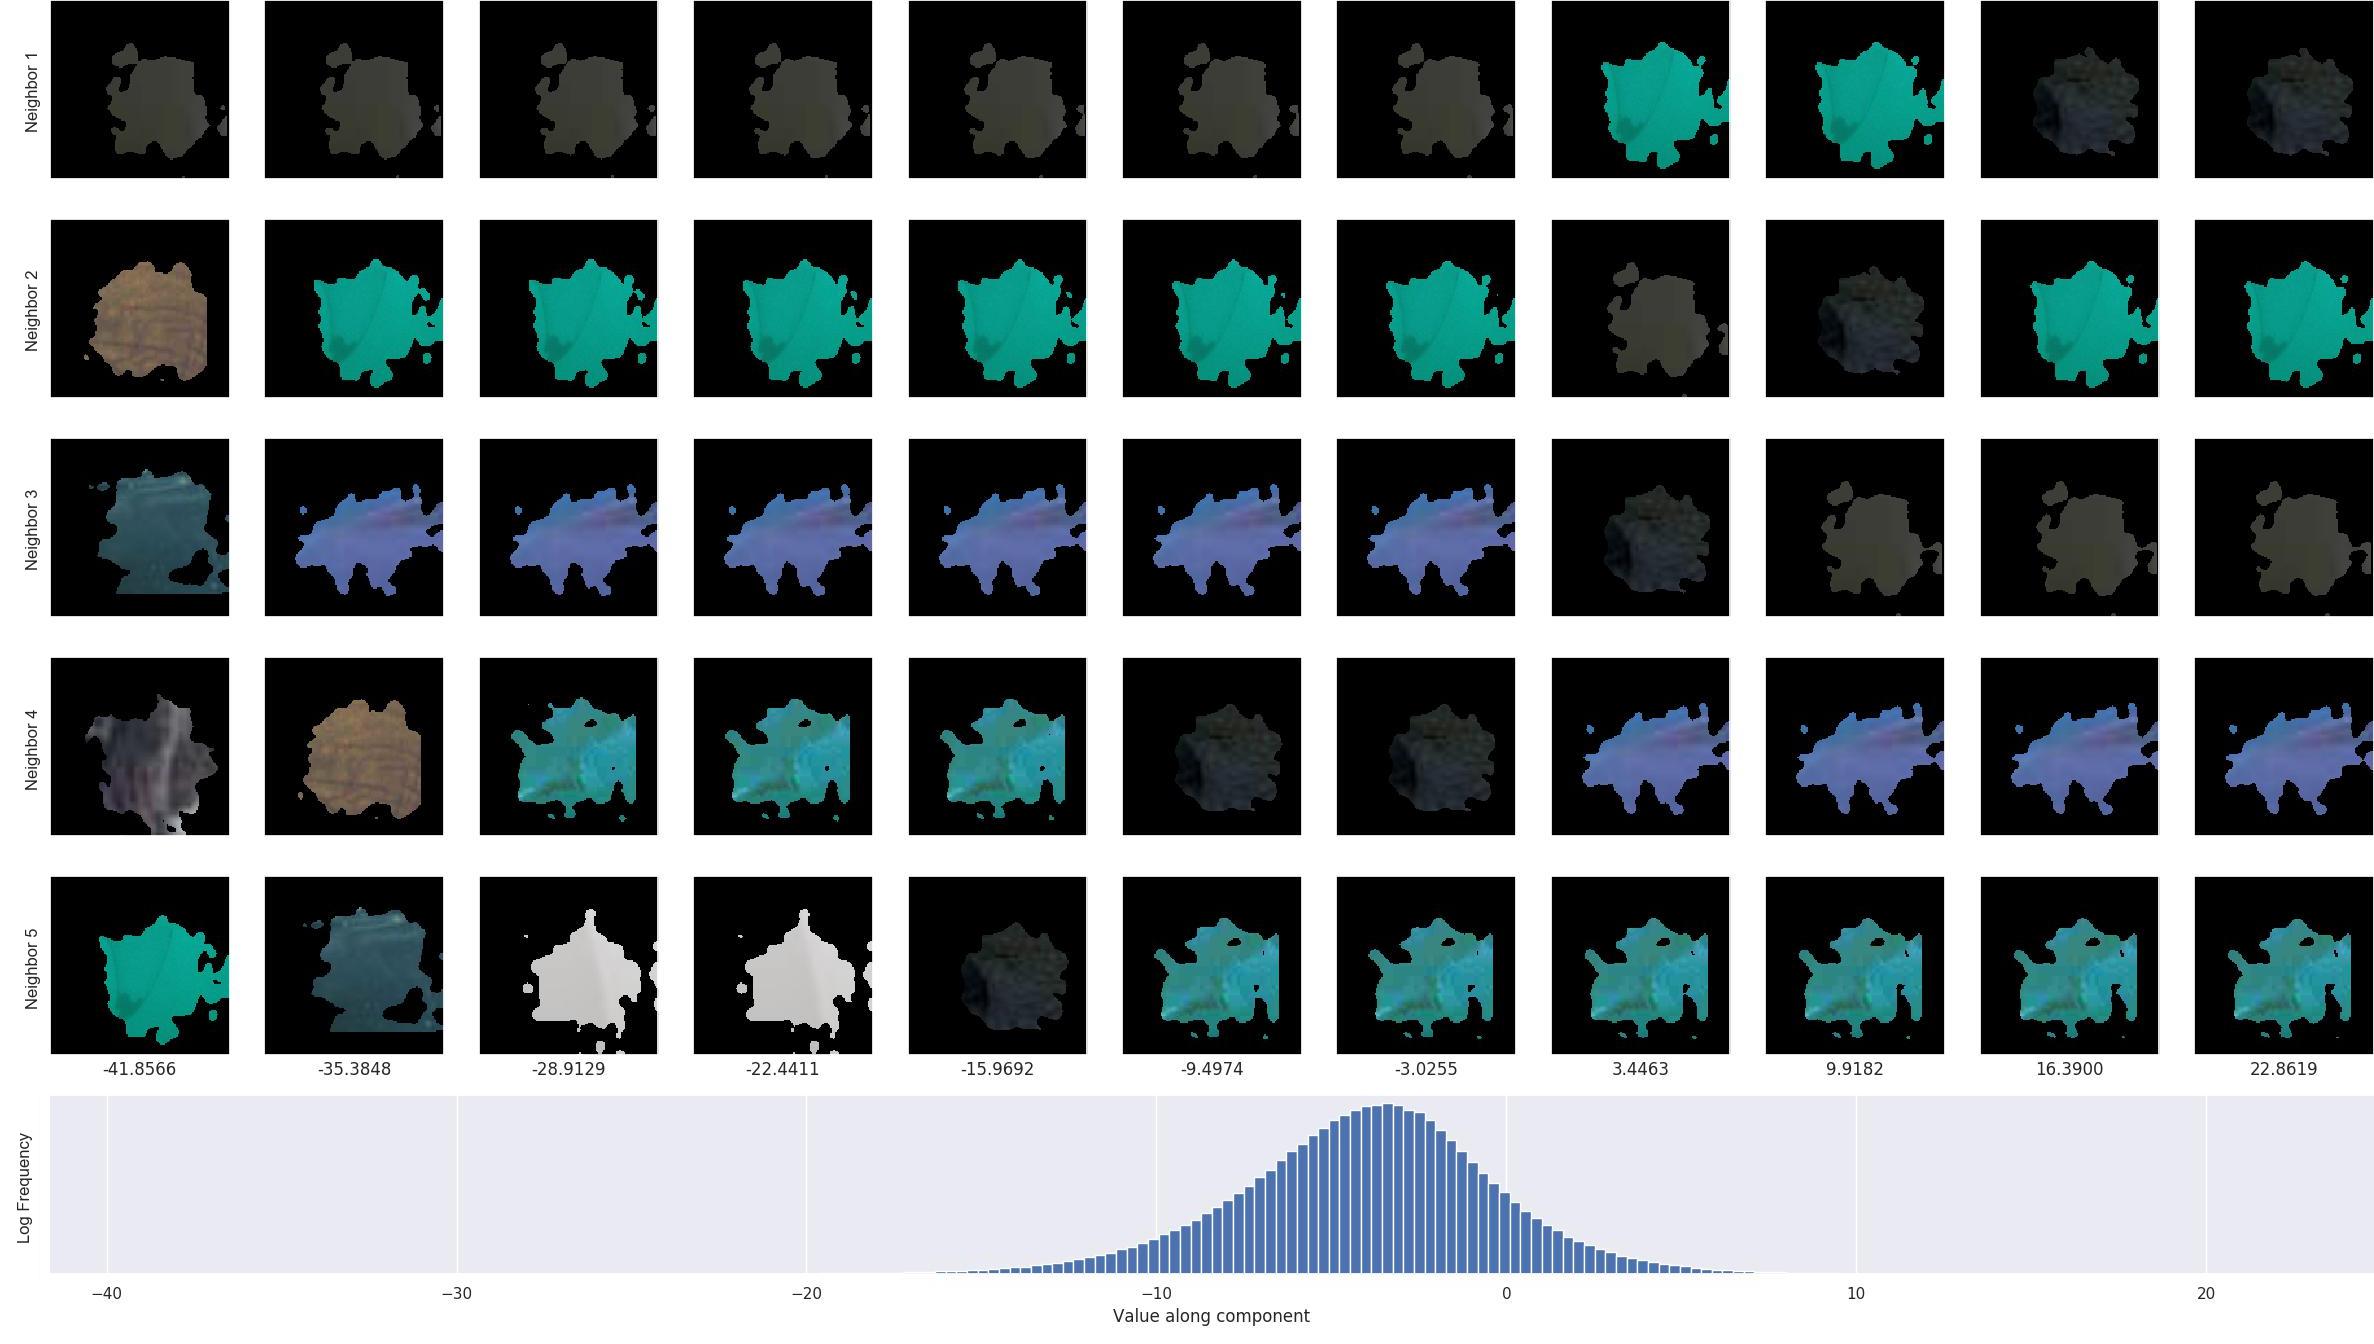 Neighbor 1
Neighbor 2
Neighbor 3
Neighbor 4
Neighbor 5
-41.8566 -35.3848 -28.9129 -22.4411 -15.9692 -9.4974 -3.0255 3.4463 9.9182 16.3900 22.8619
Log Frequency
−40 −30 −20 −10 0 10 20
Value along component